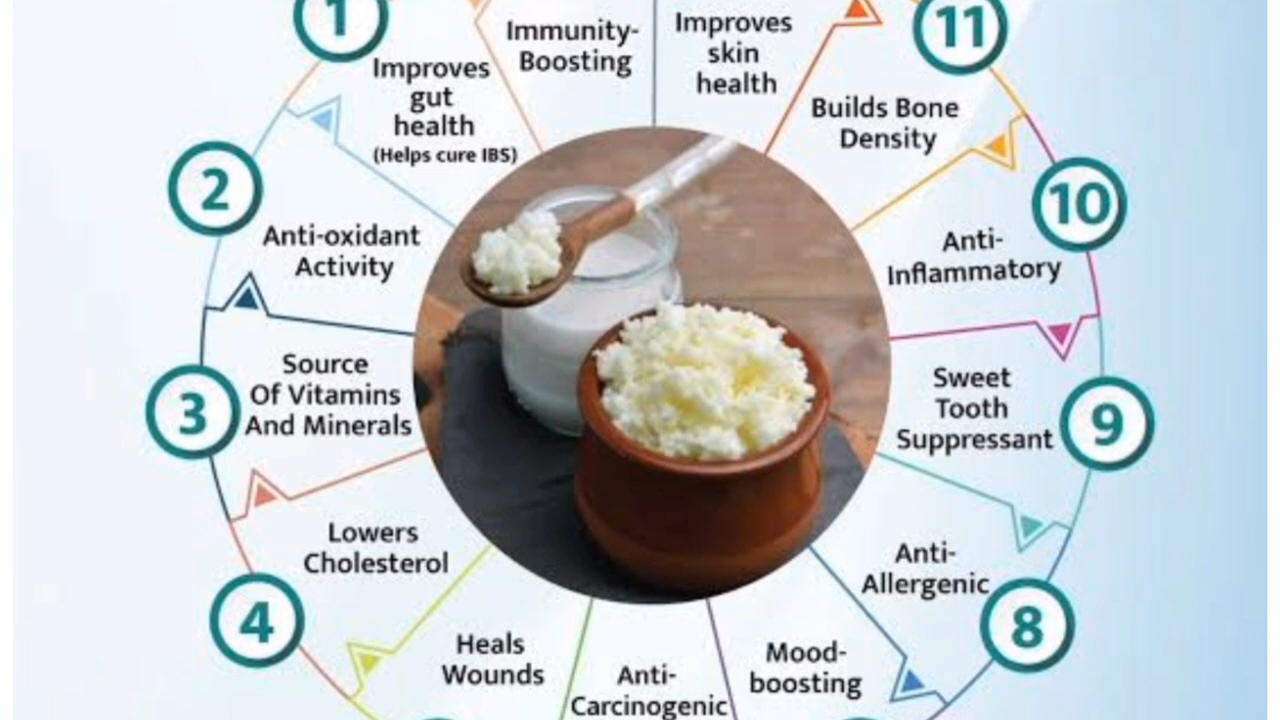 1
Improves
gut
health
(Helps cure IBS)
2
Anti-oxidant
Activity
3
Source
Of Vitamins
And Minerals
4
Lowers
Cholesterol
Heals
Wounds
Anti-
Carcinogenic
Mood-
boosting
8
Anti-
Allergenic
9
Sweet
Tooth
Suppressant
10
Anti-
Inflammatory
11
Builds Bone
Density
Improves
skin
health
Immunity-
Boosting